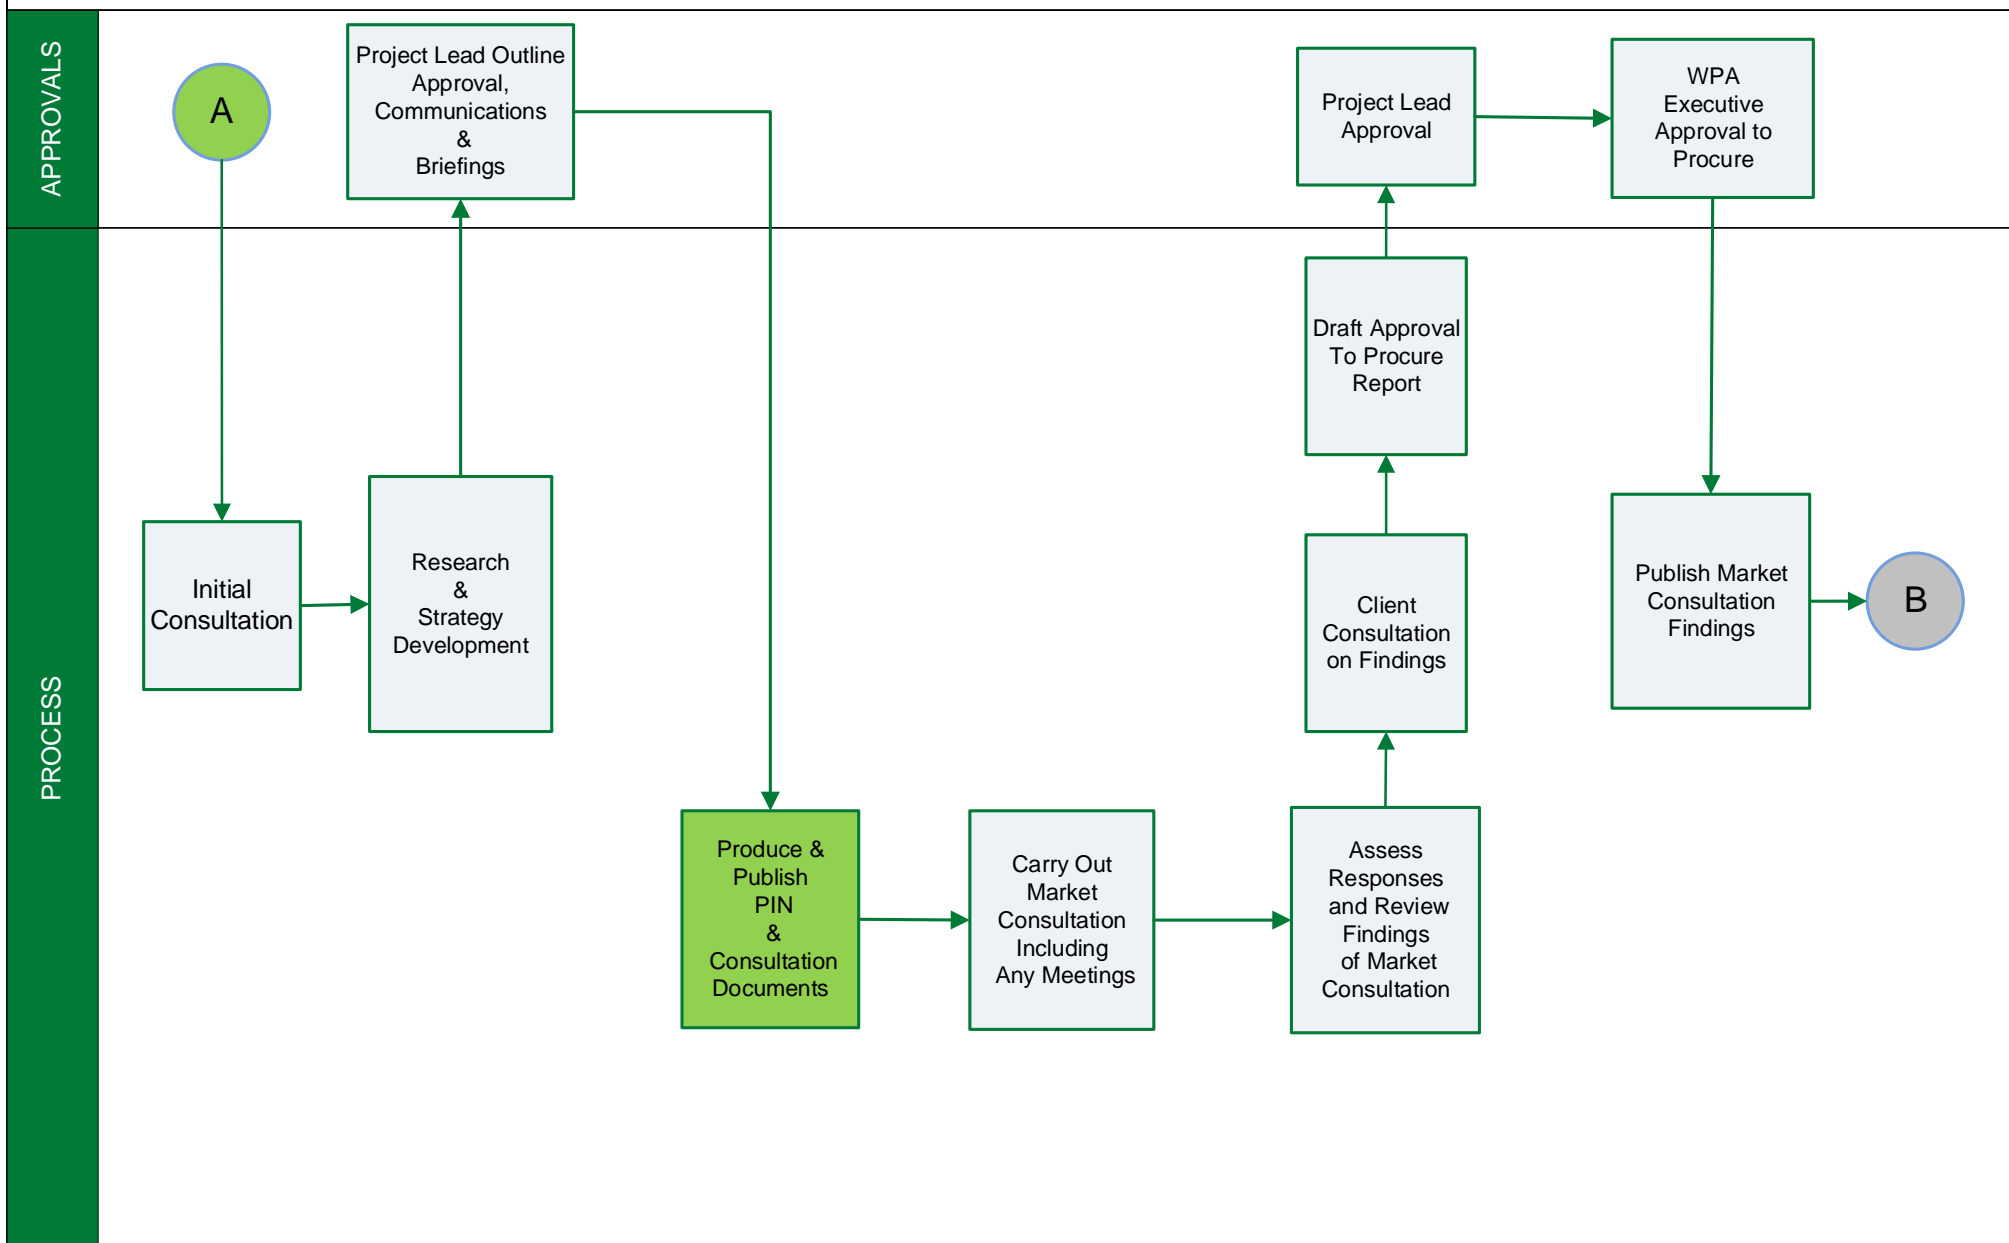 APPROVALS
A
Project Lead Outline
Approval,
Communications
&
Briefings
Project Lead
Approval
WPA
Executive
Approval to
Procure
PROCESS
Initial
Consultation
Research
&
Strategy
Development
Produce &
Publish
PIN
&
Consultation
Documents
Carry Out
Market
Consultation
Including
Any Meetings
Assess
Responses
and Review
Findings
of Market
Consultation
Client
Consultation
on Findings
Draft Approval
To Procure
Report
Publish Market
Consultation
Findings
B